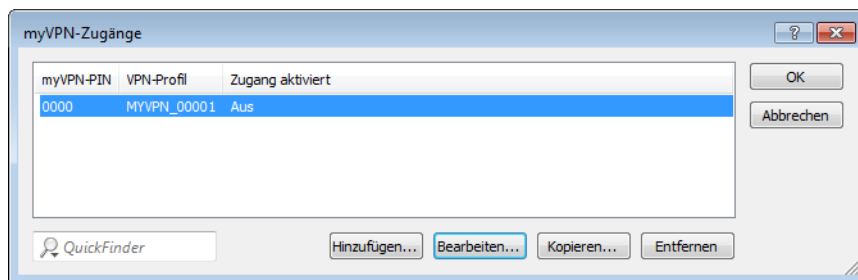 myVPN-Zugänge
myVPN-PIN VPN-Profil Zugang aktiviert
OK
0000 MYVPN_00001 Aus
Abbrechen
QuickFinder Hinzufügen... Bearbeiten... Kopieren... Entfernen